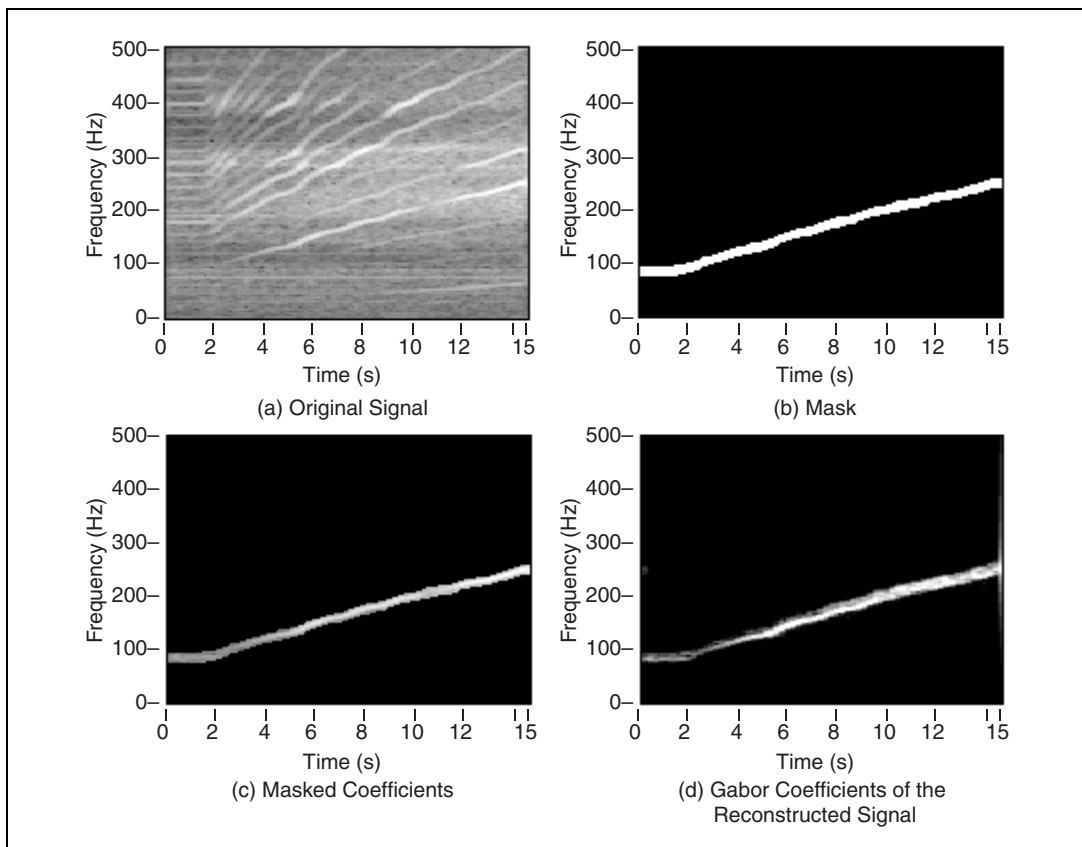 500–
400–
300–
200–
100–
0–
Frequency (Hz)
0 2 4 6 8 10 12 15
Time (s)
(a) Original Signal
500–
400–
300–
200–
100–
0–
Frequency (Hz)
0 2 4 6 8 10 12 15
Time (s)
(b) Mask
500–
400–
300–
200–
100–
0–
Frequency (Hz)
0 2 4 6 8 10 12 15
Time (s)
(c) Masked Coefficients
500–
400–
300–
200–
100–
0–
Frequency (Hz)
0 2 4 6 8 10 12 15
Time (s)
(d) Gabor Coefficients of the
Reconstructed Signal